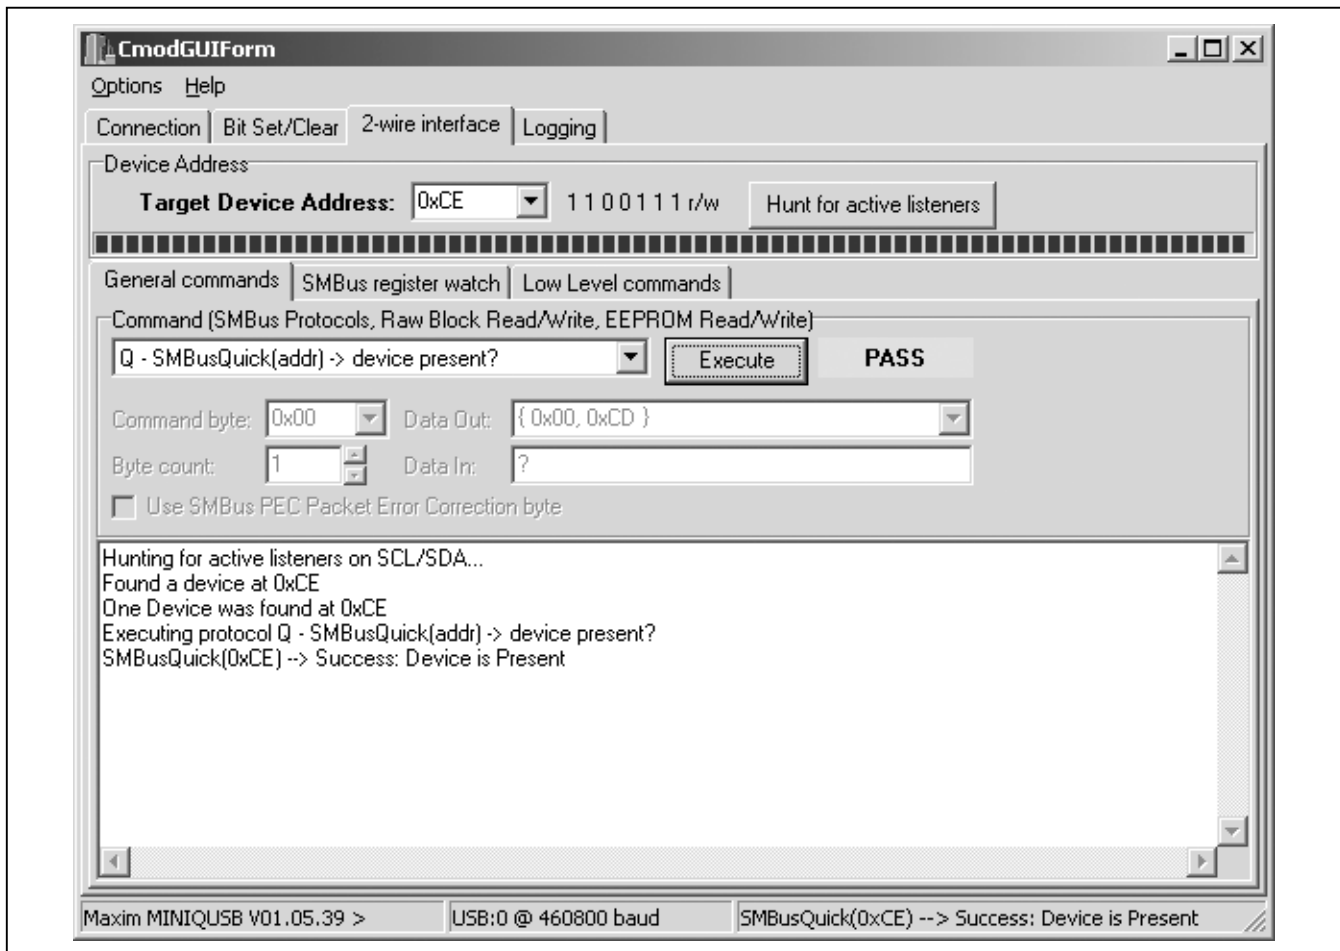 CmodGUIForm
Options Help
Connection Bit Set/Clear 2-wire interface Logging
Device Address
Target Device Address: 0xCE 1 1 0 0 1 1 1 r/w Hunt for active listeners
General commands SMBus register watch Low Level commands
Command (SMBus Protocols, Raw Block Read/Write, EEPROM Read/Write)
Q - SMBusQuick(addr) -> device present? Execute PASS
Command byte: 0x00 Data Out: { 0x00, 0xCD }
Byte count: 1 Data In: ?
Use SMBus PEC Packet Error Correction byte
Hunting for active listeners on SCL/SDA...
Found a device at 0xCE
One Device was found at 0xCE
Executing protocol Q - SMBusQuick(addr) -> device present?
SMBusQuick(0xCE) --> Success: Device is Present
Maxim MINIQUSB V01.05.39 > USB:0 @ 460800 baud SMBusQuick(0xCE) --> Success: Device is Present